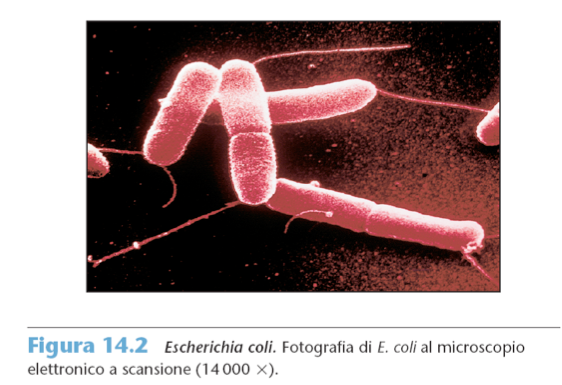 Figura 14.2 Escherichia coli. Fotografia di E. coli al microscopio
elettronico a scansione (14 000 ×).